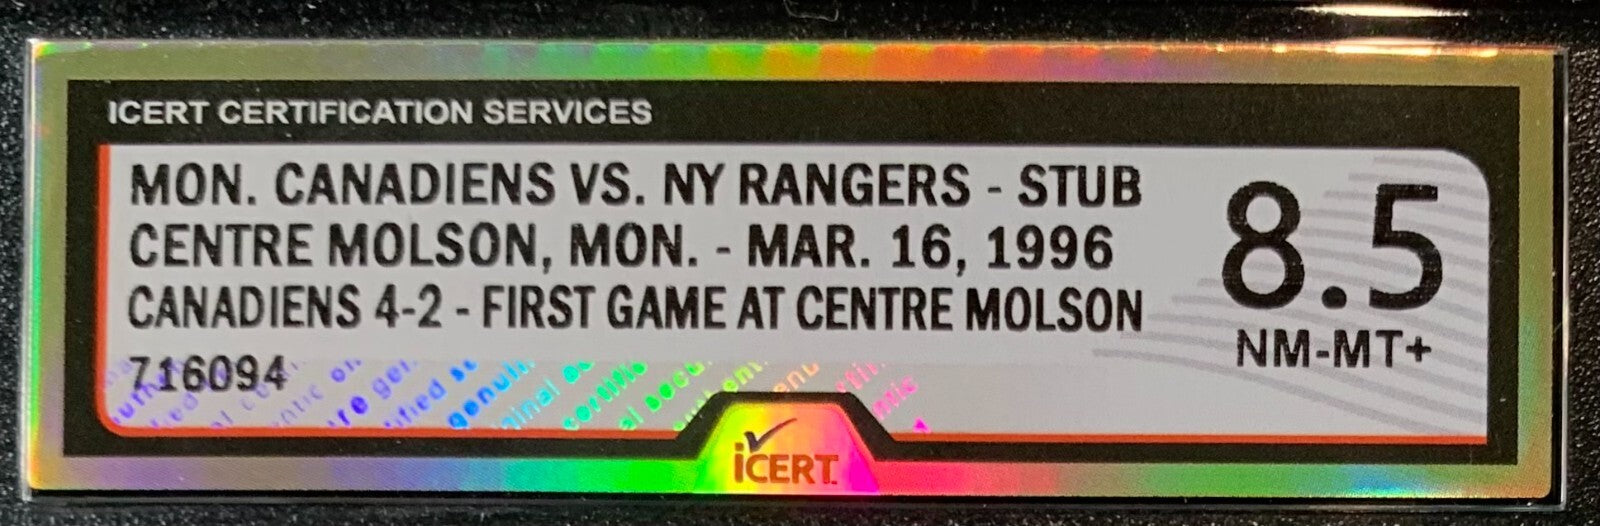 ICERT CERTIFICATION SERVICES
MON. CANADIENS VS. NY RANGERS - STUB
CENTRE MOLSON, MON. - MAR. 16, 1996
CANADIENS 4-2 - FIRST GAME AT CENTRE MOLSON
716094
8.5
NM-MT+
iCERT